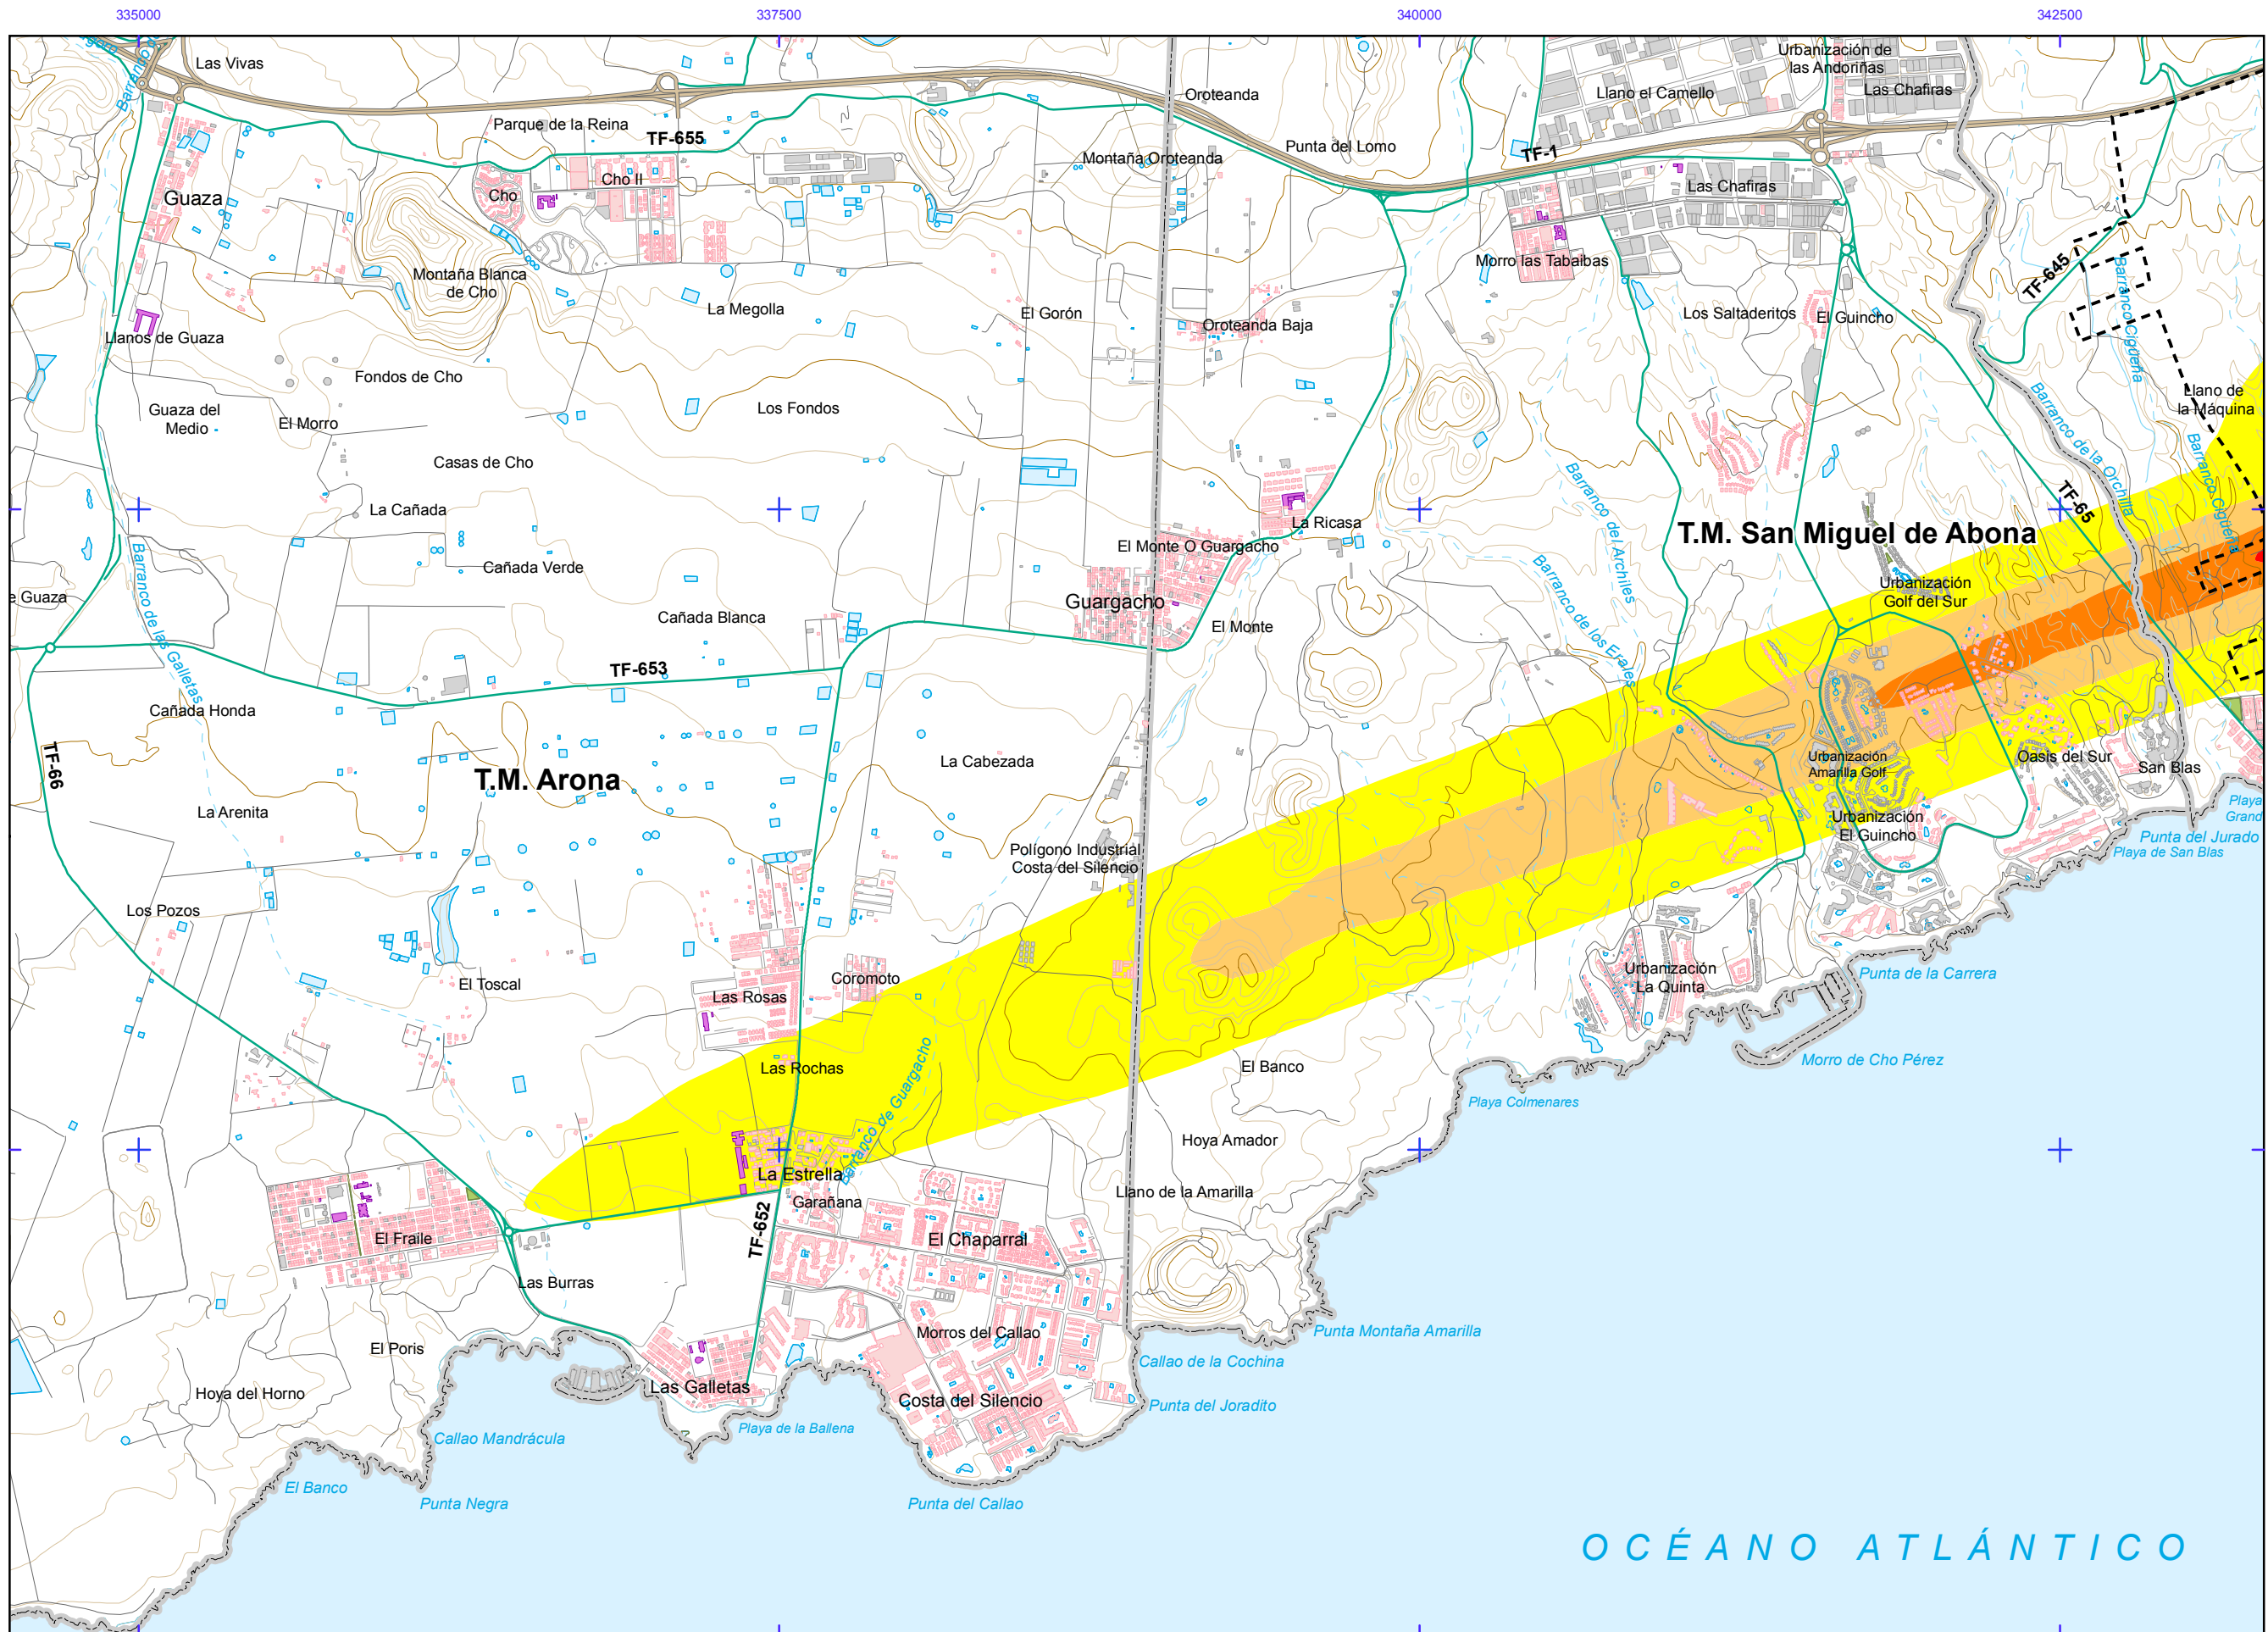 335000
337500
340000
342500
Las Vivas
Oroteanda
Urbanización de
las Andoriñas
Llano el Camello
Las Chafiras
Parque de la Reina
TF-655
Montaña Oroteanda
Punta del Lomo
TF-1
Guaza
Cho
Cho II
Las Chafiras
Montaña Blanca
de Cho
La Megolla
El Gorón
Oroteanda Baja
Morro las Tabaibas
Los Saltaderitos
El Guincho
TF-645
Barranco Cigüeña
Llanos de Guaza
Fondos de Cho
Guaza del
Medio
El Morro
Los Fondos
Llano de
la Máquina
Barranco de la Orchilla
Barranco Cigüeña
Casas de Cho
La Cañada
La Ricasa
Barranco del Archiles
TF-65
T.M. San Miguel de Abona
El Monte O Guargacho
Cañada Verde
Barranco de las Galletas
Barranco de los Erales
Urbanización
Golf del Sur
e Guaza
Guargacho
Cañada Blanca
El Monte
TF-653
Cañada Honda
TF-66
T.M. Arona
La Cabezada
Urbanización
Amarilla Golf
Oasis del Sur
San Blas
La Arenita
Playa
Grand
Urbanización
El Guincho
Punta del Jurado
Playa de San Blas
Polígono Industrial
Costa del Silencio
Los Pozos
El Toscal
Coromoto
Las Rosas
Urbanización
La Quinta
Punta de la Carrera
Las Rochas
Barranco de Guargacho
El Banco
Morro de Cho Pérez
Playa Colmenares
Hoya Amador
La Estrella
Garañana
Llano de la Amarilla
TF-652
El Fraile
El Chaparral
Las Burras
Morros del Callao
Punta Montaña Amarilla
El Poris
Callao de la Cochina
Hoya del Horno
Las Galletas
Costa del Silencio
Punta del Joradito
Playa de la Ballena
Callao Mandrácula
El Banco
Punta Negra
Punta del Callao
OCÉANO ATLÁNTICO